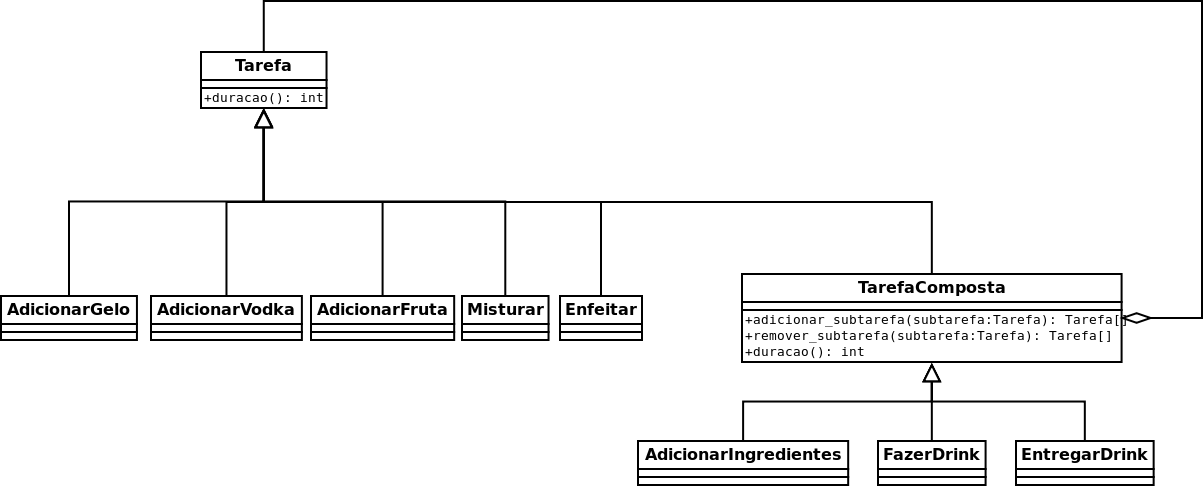 Tarefa
+duracao(): int
AdicionarGelo
AdicionarVodka
AdicionarFruta
Misturar
Enfeitar
TarefaComposta
+adicionar_subtarefa(subtarefa:Tarefa): Tarefa[]
+remover_subtarefa(subtarefa:Tarefa): Tarefa[]
+duracao(): int
AdicionarIngredientes
FazerDrink
EntregarDrink